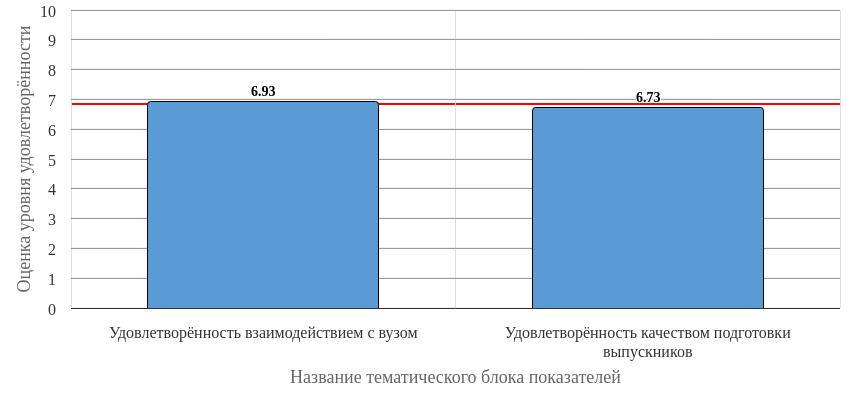 Оценка уровня удовлетворённости
10
9
8
7
6
5
4
3
2
1
0
6.93
6.73
Удовлетворённость взаимодействием с вузом
Удовлетворённость качеством подготовки
выпускников
Название тематического блока показателей